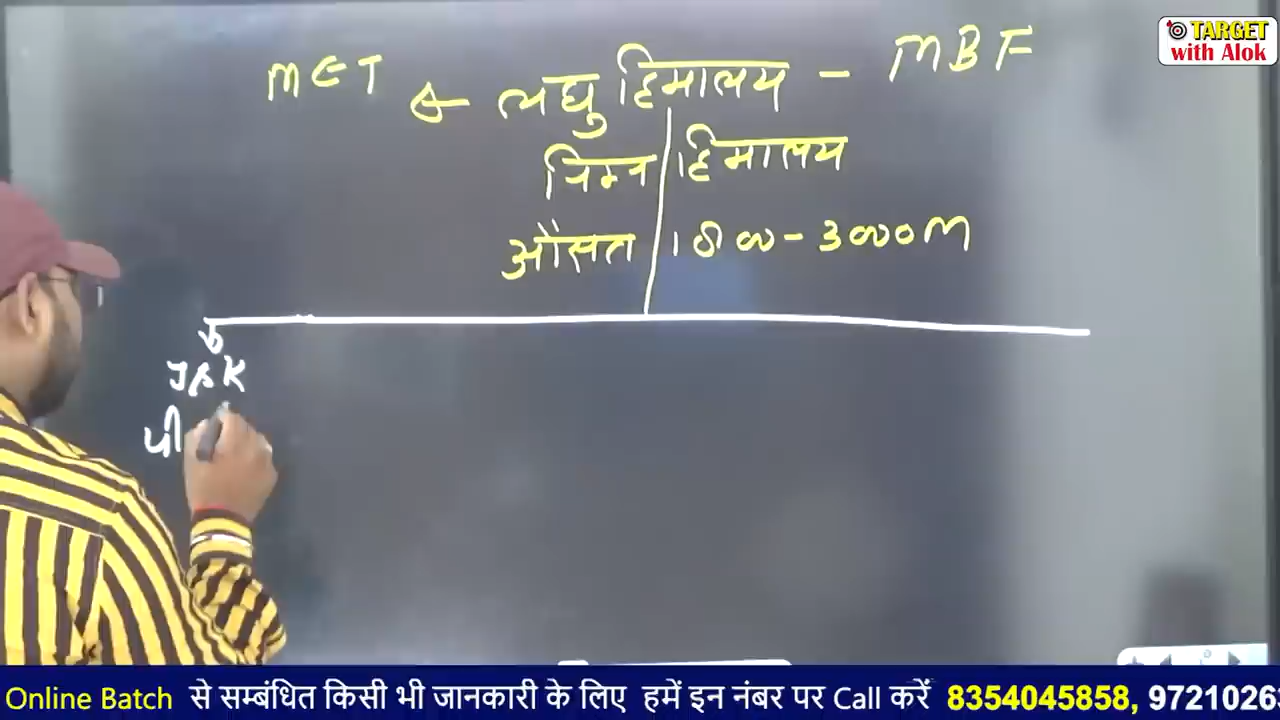 TARGET
with Alok
MCT ← लघु हिमालय - MBF
निम्न हिमालय
औसत 1800-3000m
J&K
पी
Online Batch से सम्बंधित किसी भी जानकारी के लिए हमें इन नंबर पर Call करें 8354045858, 9721026